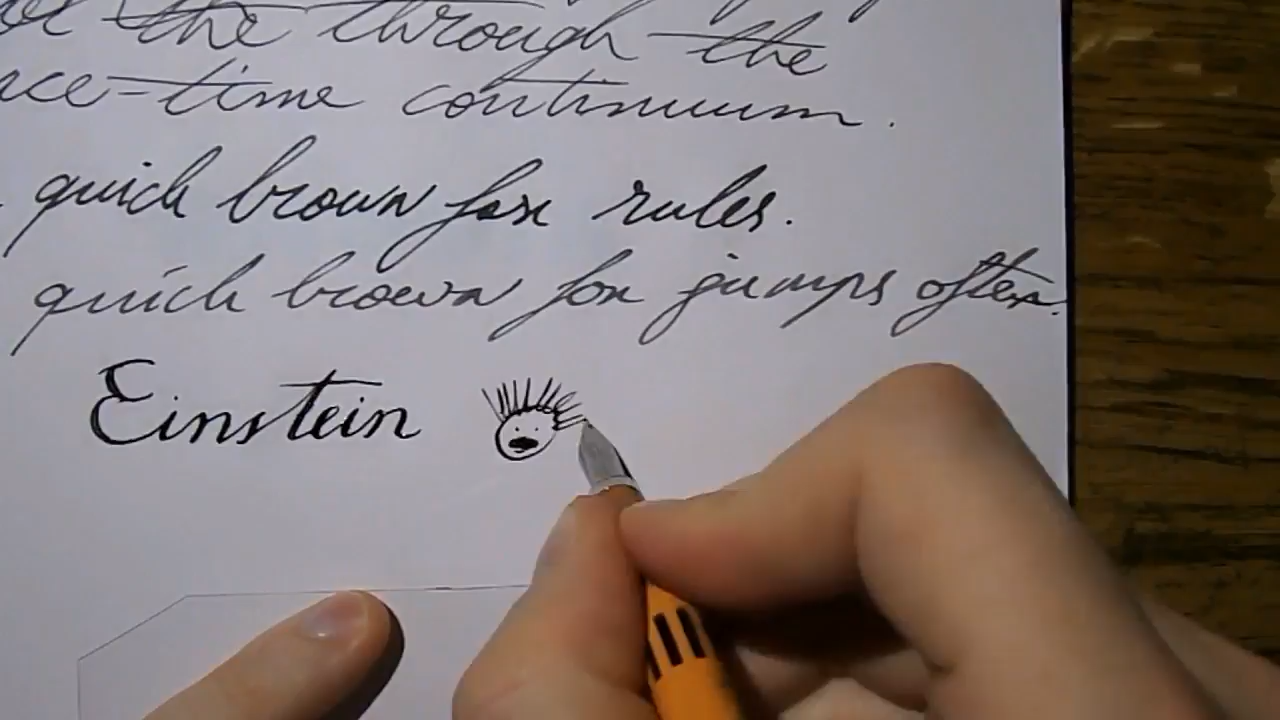 the through the
ace-time continuum.
quick brown fox rules.
quick brown fox jumps often.
Einstein